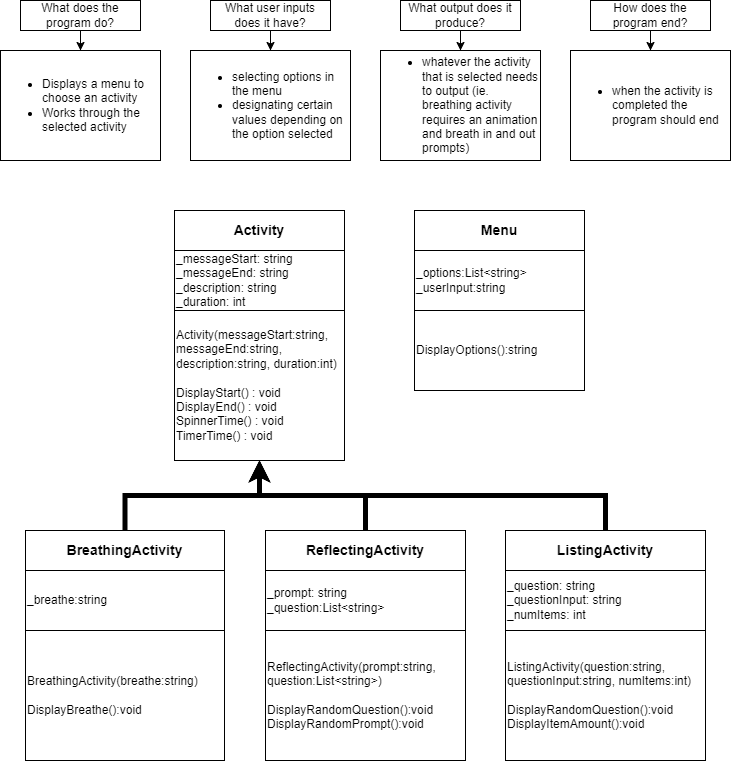 What does the
program do?
What user inputs
does it have?
What output does it
produce?
How does the
program end?
Displays a menu to
choose an activity
Works through the
selected activity
selecting options in
the menu
designating certain
values depending on
the option selected
whatever the activity
that is selected needs
to output (ie.
breathing activity
requires an animation
and breath in and out
prompts)
when the activity is
completed the
program should end
Activity
_messageStart: string
_messageEnd: string
_description: string
_duration: int
Activity(messageStart:string,
messageEnd:string,
description:string, duration:int)
DisplayStart() : void
DisplayEnd() : void
SpinnerTime() : void
TimerTime() : void
Menu
_options:List<string>
_userInput:string
DisplayOptions():string
BreathingActivity
_breathe:string
BreathingActivity(breathe:string)
DisplayBreathe():void
ReflectingActivity
_prompt: string
_question:List<string>
ReflectingActivity(prompt:string,
question:List<string>)
DisplayRandomQuestion():void
DisplayRandomPrompt():void
ListingActivity
_question: string
_questionInput: string
_numItems: int
ListingActivity(question:string,
questionInput:string, numItems:int)
DisplayRandomQuestion():void
DisplayItemAmount():void